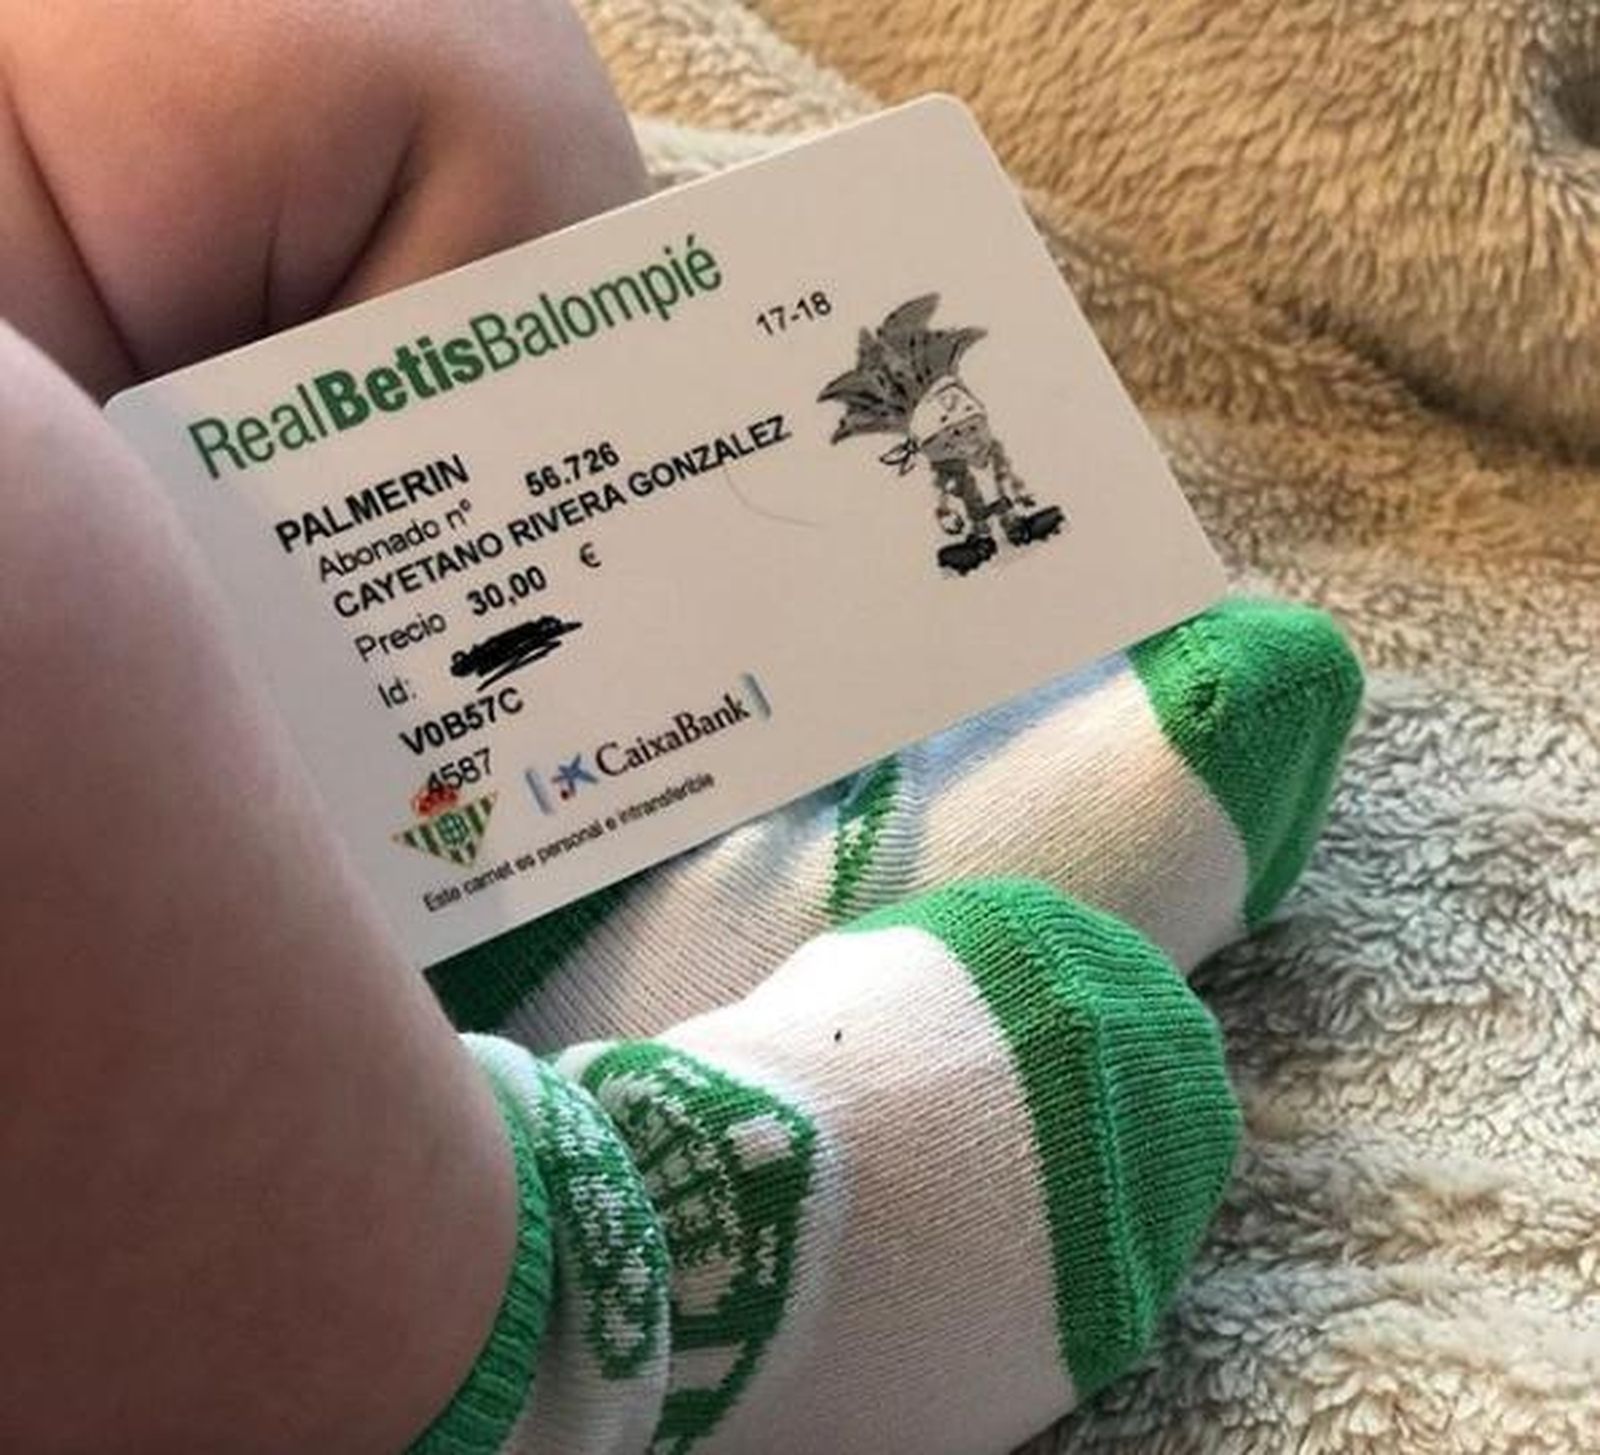 RealBetisBalompié
17-18
PALMERIN
Abonado nº 56.726
CAYETANO RIVERA GONZALEZ
Precio 30,00 €
Id:
V0B57C
4587
CaixaBank
Este carnet es personal e intransferible